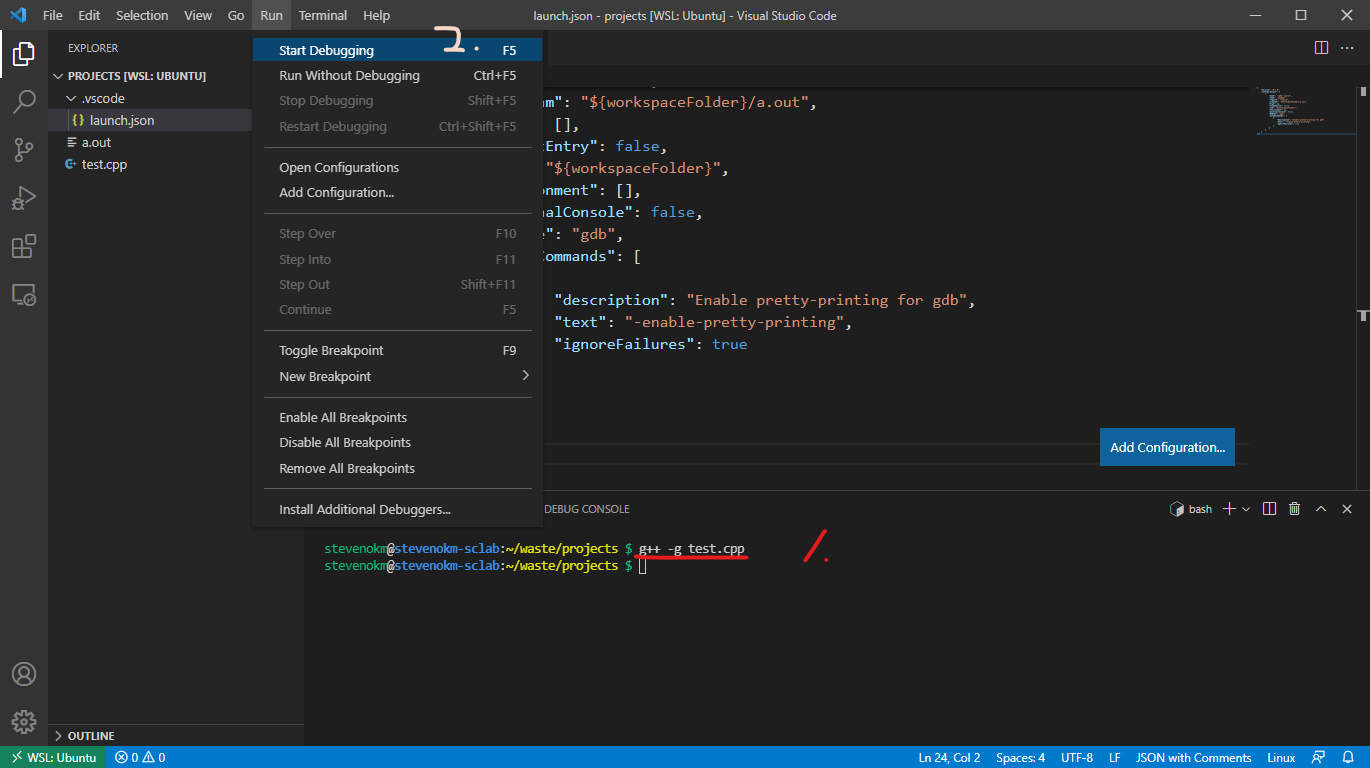 File Edit Selection View Go Run Terminal Help launch.json - projects [WSL: Ubuntu] - Visual Studio Code
EXPLORER
PROJECTS [WSL: UBUNTU]
.vscode
{} launch.json
a.out
test.cpp
Start Debugging F5
Run Without Debugging Ctrl+F5
Stop Debugging Shift+F5
Restart Debugging Ctrl+Shift+F5
Open Configurations
Add Configuration...
Step Over F10
Step Into F11
Step Out Shift+F11
Continue F5
Toggle Breakpoint F9
New Breakpoint
Enable All Breakpoints
Disable All Breakpoints
Remove All Breakpoints
Install Additional Debuggers...
2.
am": "${workspaceFolder}/a.out",
[],
tEntry": false,
"${workspaceFolder}",
onment": [],
nalConsole": false,
e": "gdb",
Commands": [
"description": "Enable pretty-printing for gdb",
"text": "-enable-pretty-printing",
"ignoreFailures": true
Add Configuration...
DEBUG CONSOLE bash
stevenokm@stevenokm-sclab:~/waste/projects $ g++ -g test.cpp
1.
stevenokm@stevenokm-sclab:~/waste/projects $
OUTLINE
WSL: Ubuntu 0 0 Ln 24, Col 2 Spaces: 4 UTF-8 LF JSON with Comments Linux